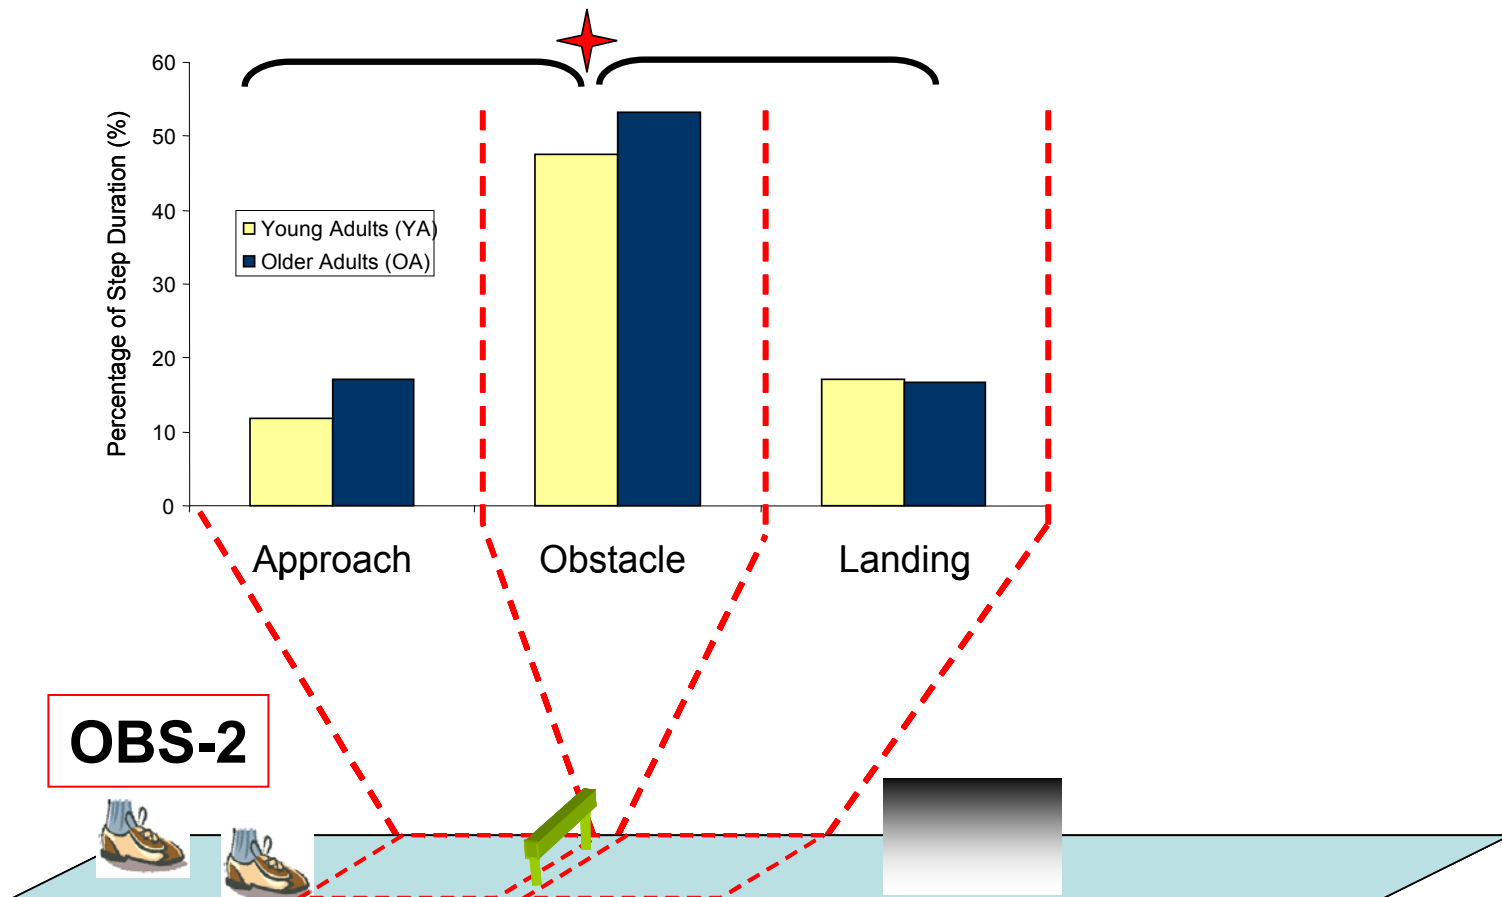 60
50
40
30
20
10
0
Percentage of Step Duration (%)
Young Adults (YA)
Older Adults (OA)
Approach
Obstacle
Landing
OBS-2